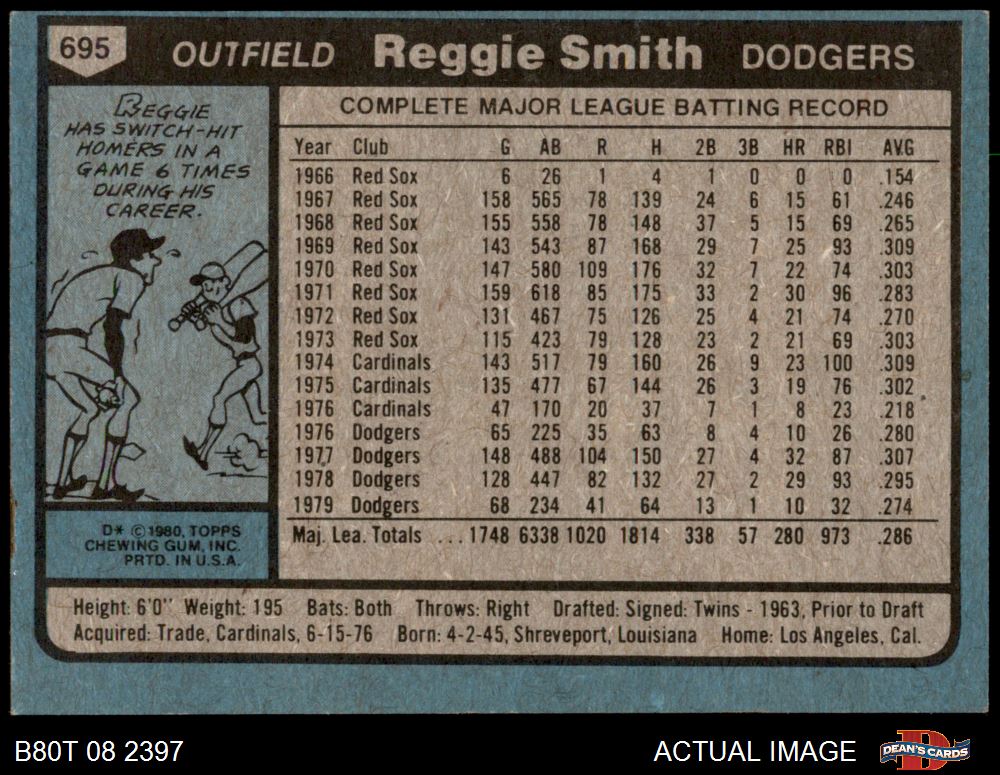 695 OUTFIELD Reggie Smith DODGERS
REGGIE
HAS SWITCH-HIT
HOMERS IN A
GAME 6 TIMES
DURING HIS
CAREER.
D* © 1980, TOPPS
CHEWING GUM, INC.
PRTD. IN U.S.A.
COMPLETE MAJOR LEAGUE BATTING RECORD
Year Club G AB R H 2B 3B HR RBI AVG
1966 Red Sox 6 26 1 4 1 0 0 0 .154
1967 Red Sox 158 565 78 139 24 6 15 61 .246
1968 Red Sox 155 558 78 148 37 5 15 69 .265
1969 Red Sox 143 543 87 168 29 7 25 93 .309
1970 Red Sox 147 580 109 176 32 7 22 74 .303
1971 Red Sox 159 618 85 175 33 2 30 96 .283
1972 Red Sox 131 467 75 126 25 4 21 74 .270
1973 Red Sox 115 423 79 128 23 2 21 69 .303
1974 Cardinals 143 517 79 160 26 9 23 100 .309
1975 Cardinals 135 477 67 144 26 3 19 76 .302
1976 Cardinals 47 170 20 37 7 1 8 23 .218
1976 Dodgers 65 225 35 63 8 4 10 26 .280
1977 Dodgers 148 488 104 150 27 4 32 87 .307
1978 Dodgers 128 447 82 132 27 2 29 93 .295
1979 Dodgers 68 234 41 64 13 1 10 32 .274
Maj. Lea. Totals ... 1748 6338 1020 1814 338 57 280 973 .286
Height: 6'0" Weight: 195 Bats: Both Throws: Right Drafted: Signed: Twins - 1963, Prior to Draft
Acquired: Trade, Cardinals, 6-15-76 Born: 4-2-45, Shreveport, Louisiana Home: Los Angeles, Cal.
B80T 08 2397 ACTUAL IMAGE DEAN'S CARDS